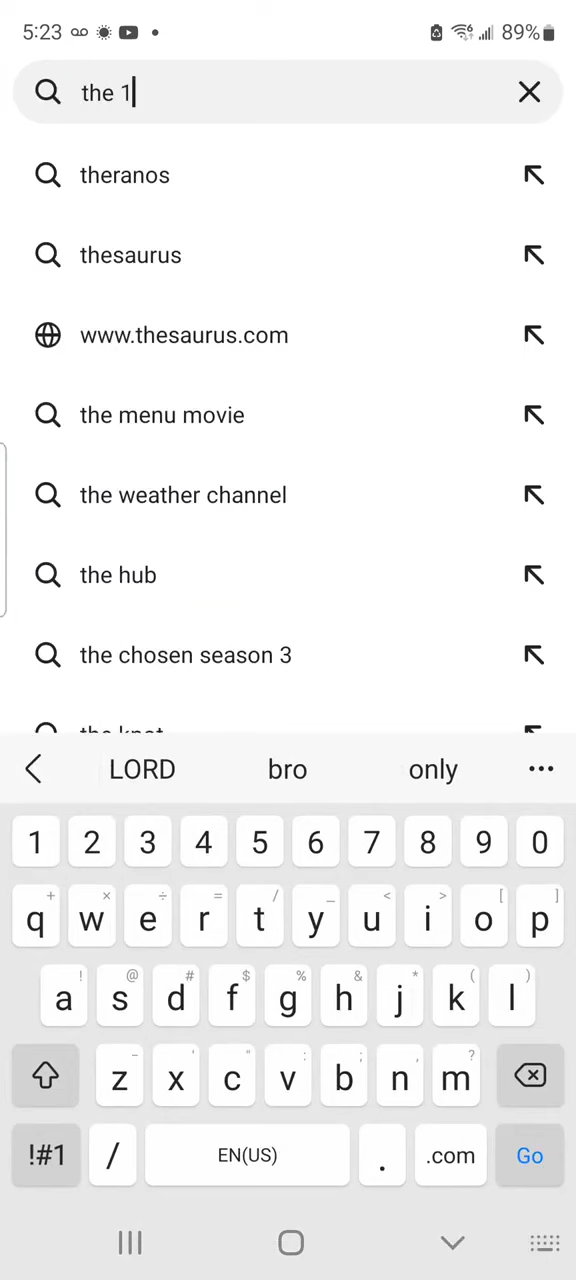 5:23 89%
the 1
theranos
thesaurus
www.thesaurus.com
the menu movie
the weather channel
the hub
the chosen season 3
the knot
LORD bro only ...
1 2 3 4 5 6 7 8 9 0
+ × ÷ = / _ < > [ ]
q w e r t y u i o p
! @ # $ % & * ( )
a s d f g h j k l
- ' " : ; , ?
z x c v b n m
!#1 / EN(US) . .com Go